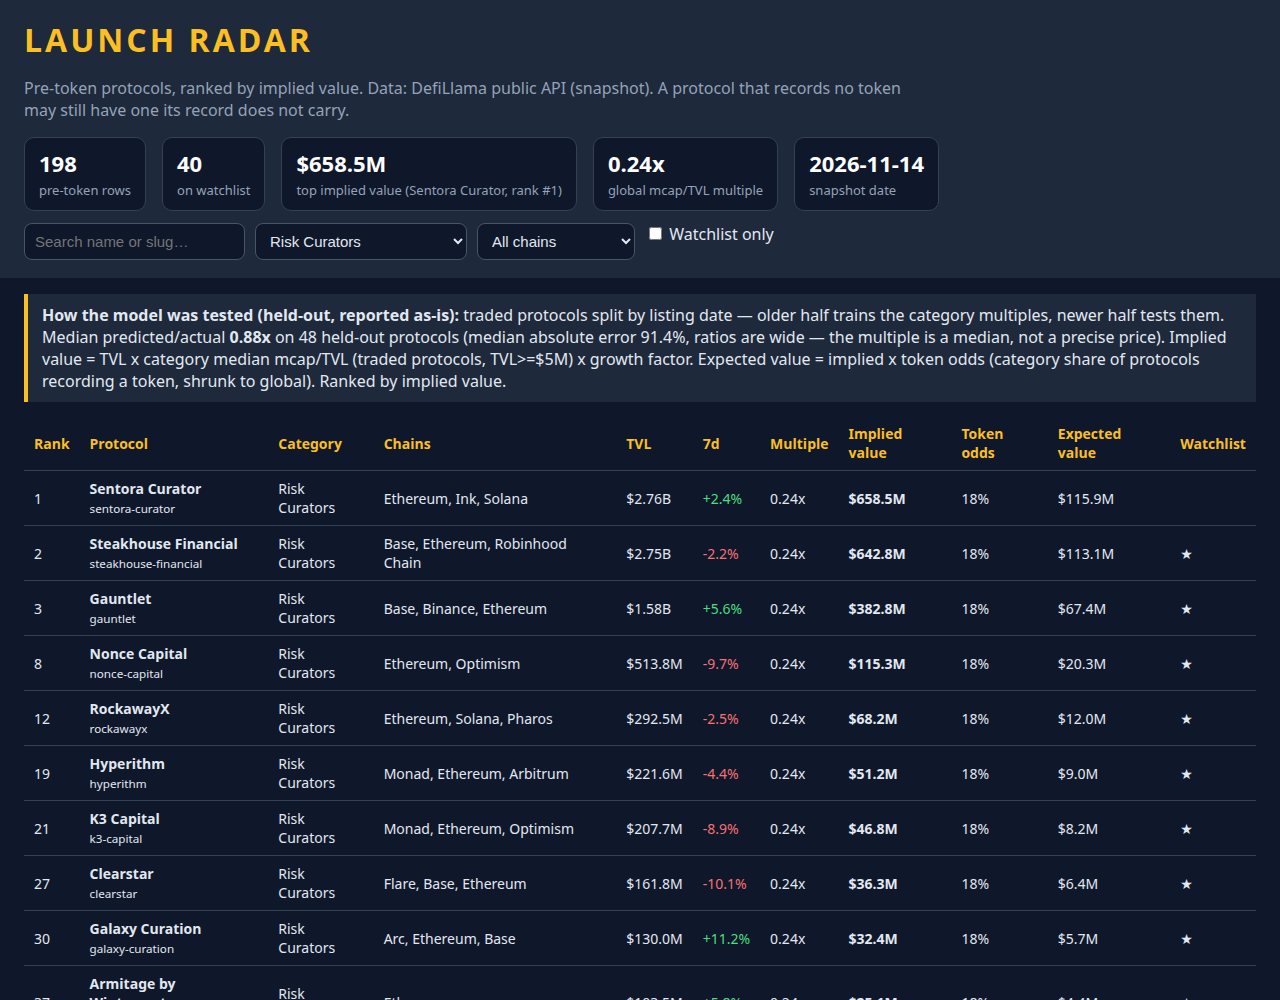 LAUNCH RADAR
Pre-token protocols, ranked by implied value. Data: DefiLlama public API (snapshot). A protocol that records no token
may still have one its record does not carry.
198
pre-token rows
40
on watchlist
$658.5M
top implied value (Sentora Curator, rank #1)
0.24x
global mcap/TVL multiple
2026-11-14
snapshot date
Search name or slug…
Risk Curators
All chains
Watchlist only
How the model was tested (held-out, reported as-is): traded protocols split by listing date — older half trains the category multiples, newer half tests them.
Median predicted/actual 0.88x on 48 held-out protocols (median absolute error 91.4%, ratios are wide — the multiple is a median, not a precise price). Implied
value = TVL x category median mcap/TVL (traded protocols, TVL>=$5M) x growth factor. Expected value = implied x token odds (category share of protocols
recording a token, shrunk to global). Ranked by implied value.
Rank Protocol Category Chains TVL 7d Multiple Implied value Token odds Expected value Watchlist
1 Sentora Curator sentora-curator Risk Curators Ethereum, Ink, Solana $2.76B +2.4% 0.24x $658.5M 18% $115.9M
2 Steakhouse Financial steakhouse-financial Risk Curators Base, Ethereum, Robinhood Chain $2.75B -2.2% 0.24x $642.8M 18% $113.1M ★
3 Gauntlet gauntlet Risk Curators Base, Binance, Ethereum $1.58B +5.6% 0.24x $382.8M 18% $67.4M ★
8 Nonce Capital nonce-capital Risk Curators Ethereum, Optimism $513.8M -9.7% 0.24x $115.3M 18% $20.3M ★
12 RockawayX rockawayx Risk Curators Ethereum, Solana, Pharos $292.5M -2.5% 0.24x $68.2M 18% $12.0M ★
19 Hyperithm hyperithm Risk Curators Monad, Ethereum, Arbitrum $221.6M -4.4% 0.24x $51.2M 18% $9.0M ★
21 K3 Capital k3-capital Risk Curators Monad, Ethereum, Optimism $207.7M -8.9% 0.24x $46.8M 18% $8.2M ★
27 Clearstar clearstar Risk Curators Flare, Base, Ethereum $161.8M -10.1% 0.24x $36.3M 18% $6.4M ★
30 Galaxy Curation galaxy-curation Risk Curators Arc, Ethereum, Base $130.0M +11.2% 0.24x $32.4M 18% $5.7M ★
Armitage by
Risk